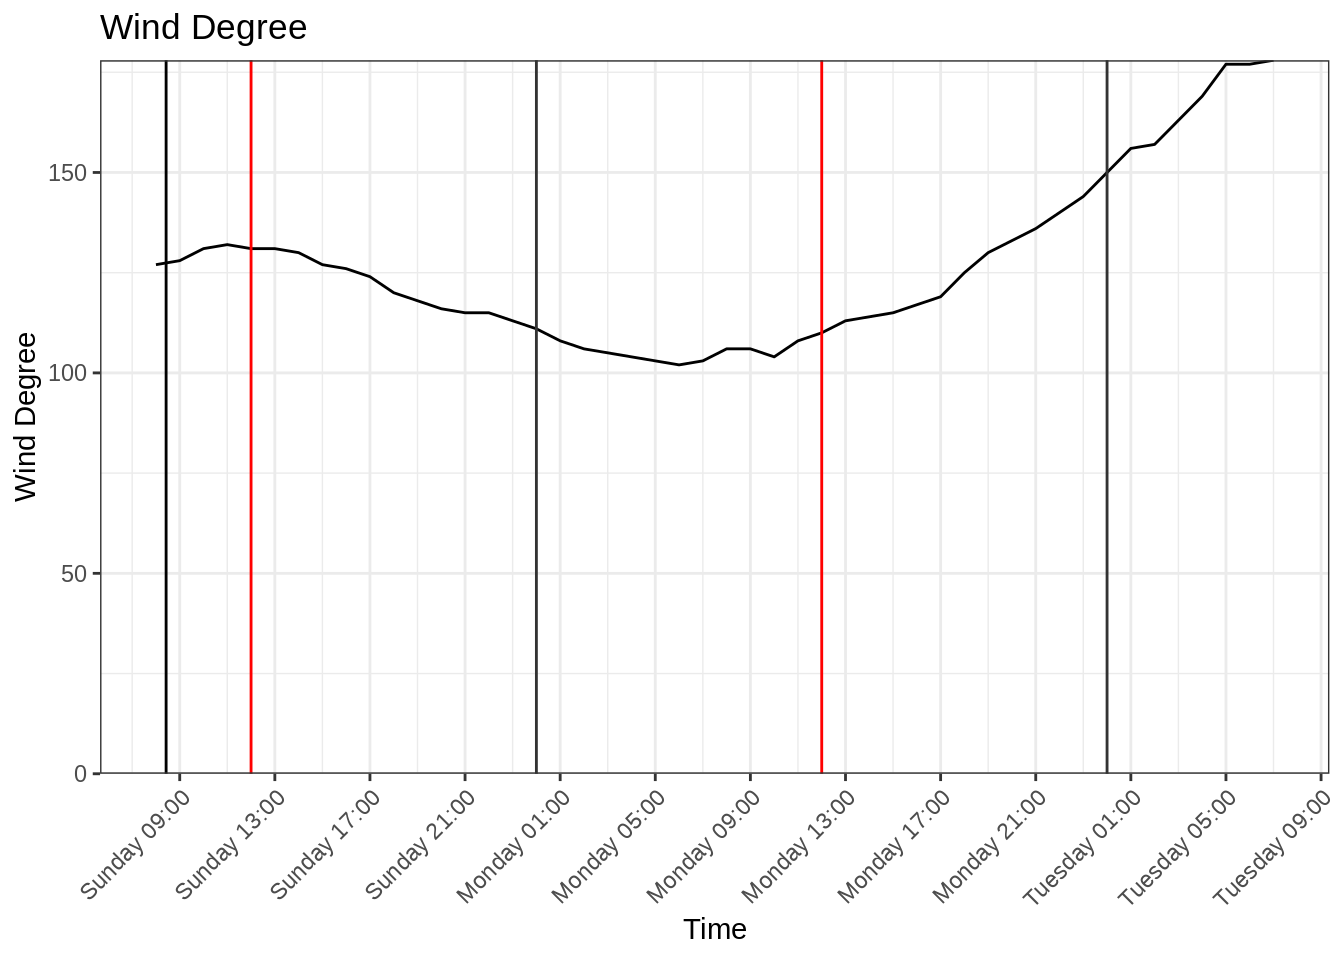 Wind Degree
Wind Degree
150
100
50
0
Sunday 09:00
Sunday 13:00
Sunday 17:00
Sunday 21:00
Monday 01:00
Monday 05:00
Monday 09:00
Monday 13:00
Monday 17:00
Monday 21:00
Tuesday 01:00
Tuesday 05:00
Tuesday 09:00
Time